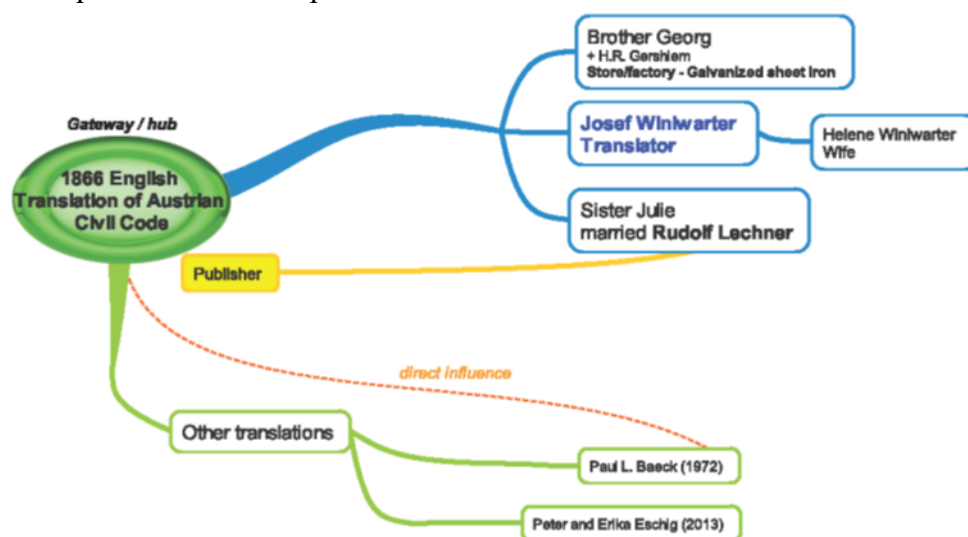 Brother Georg
+ H.R. Gershiem
Store/factory - Galvanized sheet iron
Gateway / hub
Josef Winiwarter
Translator
Helene Winiwarter
Wife
1866 English
Translation of Austrian
Civil Code
Sister Julie
married Rudolf Lechner
Publisher
direct influence
Other translations
Paul L. Baeck (1972)
Peter and Erika Eschig (2013)